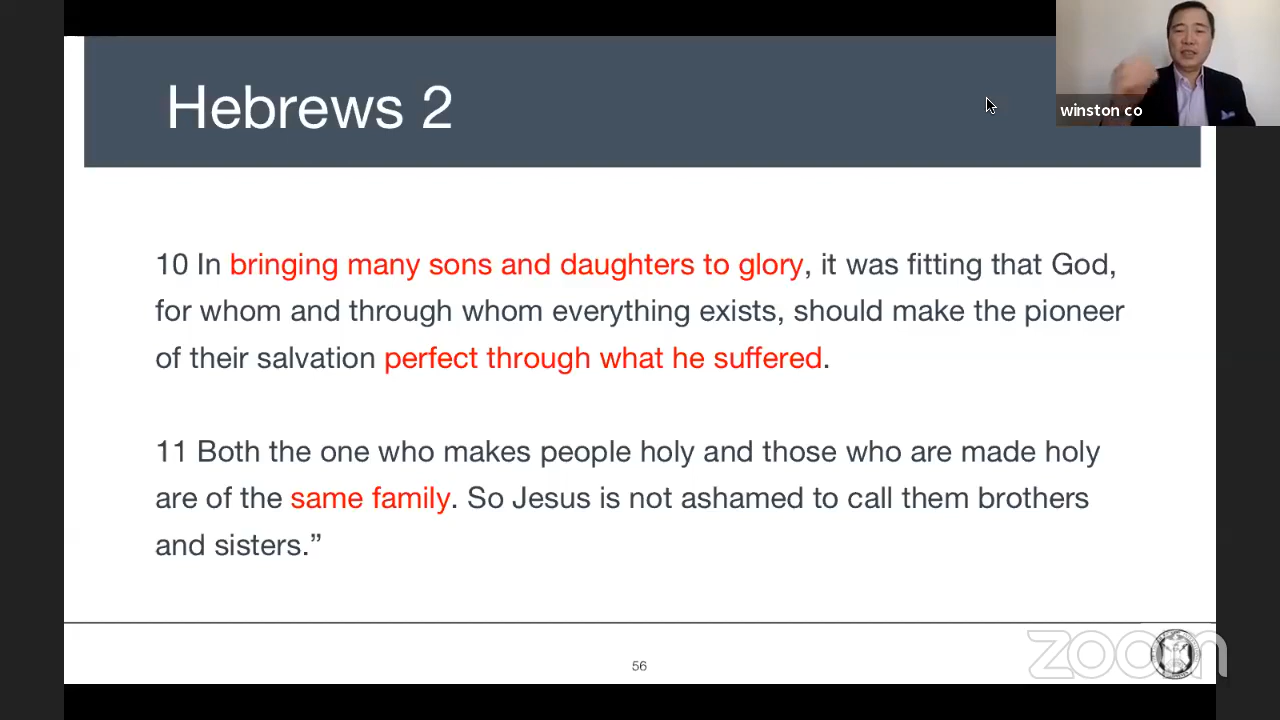 Hebrews 2
winston co
10 In bringing many sons and daughters to glory, it was fitting that God,
for whom and through whom everything exists, should make the pioneer
of their salvation perfect through what he suffered.
11 Both the one who makes people holy and those who are made holy
are of the same family. So Jesus is not ashamed to call them brothers
and sisters.”
56
zoom